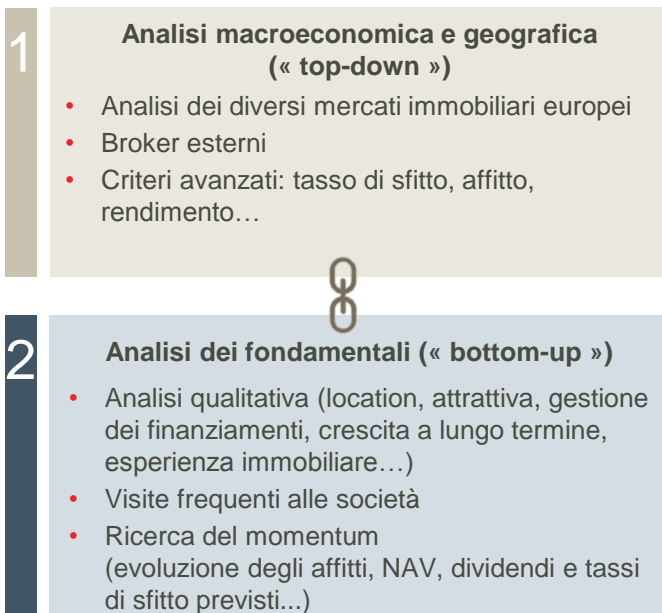 1
Analisi macroeconomica e geografica
(« top-down »)
• Analisi dei diversi mercati immobiliari europei
• Broker esterni
• Criteri avanzati: tasso di sfitto, affitto,
rendimento…
2
Analisi dei fondamentali (« bottom-up »)
• Analisi qualitativa (location, attrattiva, gestione
dei finanziamenti, crescita a lungo termine,
esperienza immobiliare…)
• Visite frequenti alle società
• Ricerca del momentum
(evoluzione degli affitti, NAV, dividendi e tassi
di sfitto previsti...)